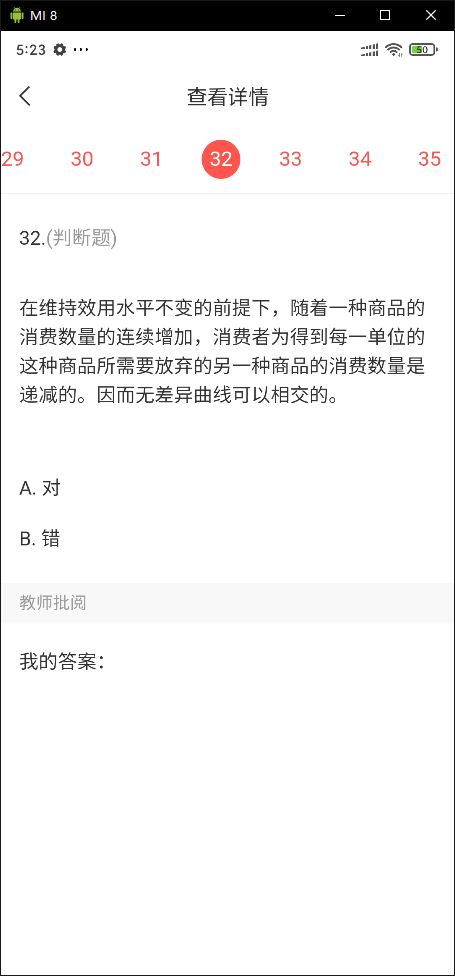 MI 8
5:23
50
查看详情
29 30 31 32 33 34 35
32.(判断题)
在维持效用水平不变的前提下，随着一种商品的
消费数量的连续增加，消费者为得到每一单位的
这种商品所需要放弃的另一种商品的消费数量是
递减的。因而无差异曲线可以相交的。
A. 对
B. 错
教师批阅
我的答案：